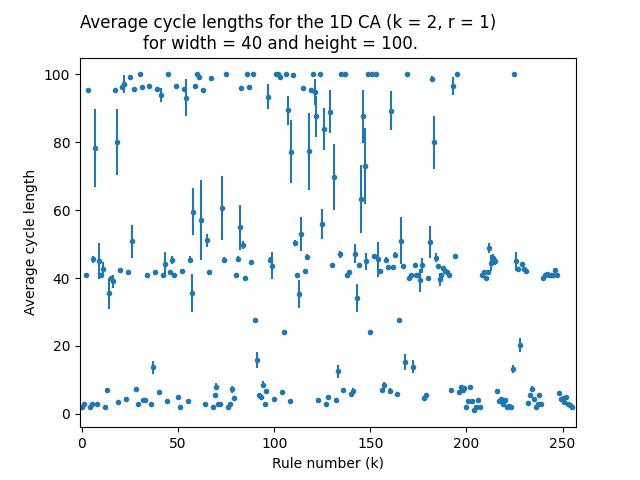 Average cycle lengths for the 1D CA (k = 2, r = 1)
for width = 40 and height = 100.
100
80
60
40
20
0
Average cycle length
0 50 100 150 200 250
Rule number (k)